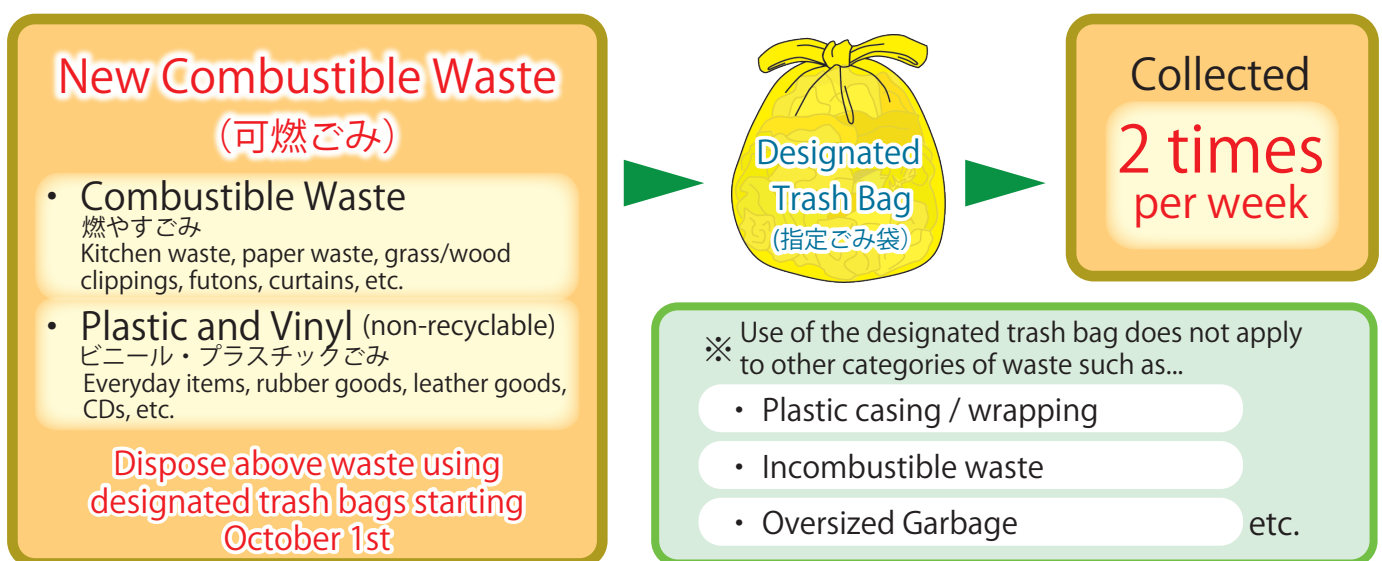 New Combustible Waste
（可燃ごみ）
・ Combustible Waste
燃やすごみ
Kitchen waste, paper waste, grass/wood
clippings, futons, curtains, etc.
・ Plastic and Vinyl (non-recyclable)
ビニール・プラスチックごみ
Everyday items, rubber goods, leather goods,
CDs, etc.
Dispose above waste using
designated trash bags starting
October 1st
Designated
Trash Bag
（指定ごみ袋）
Collected
2 times
per week
※ Use of the designated trash bag does not apply
to other categories of waste such as...
・ Plastic casing / wrapping
・ Incombustible waste
・ Oversized Garbage etc.